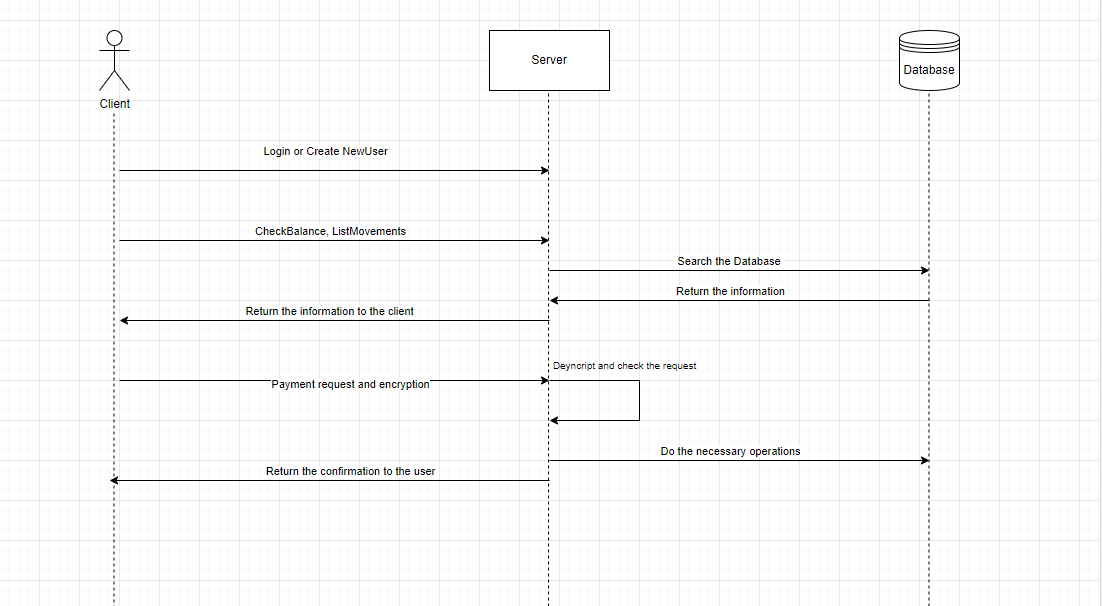 Client
Server
Database
Login or Create NewUser
CheckBalance, ListMovements
Search the Database
Return the information
Return the information to the client
Deyncript and check the request
Payment request and encryption
Do the necessary operations
Return the confirmation to the user